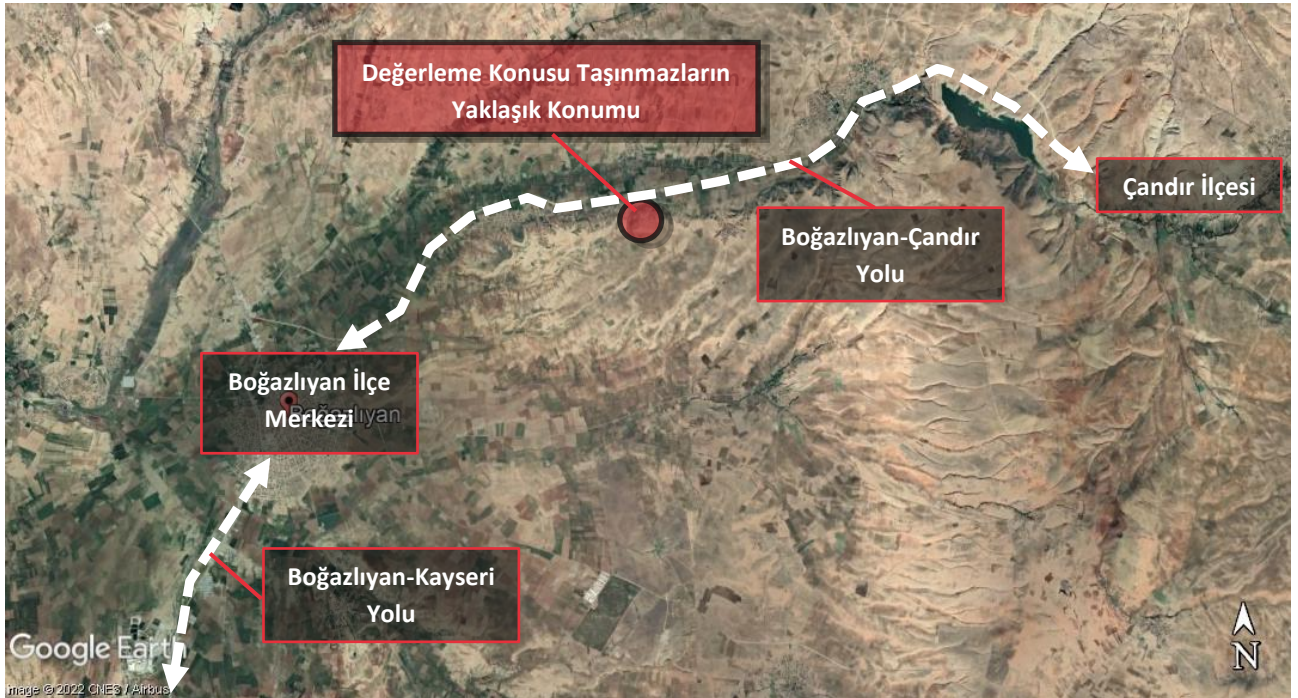 Değerleme Konusu Taşınmazların
Yaklaşık Konumu
Çandır İlçesi
Boğazlıyan-Çandır
Yolu
Boğazlıyan İlçe
Merkezi
Boğazlıyan
Boğazlıyan-Kayseri
Yolu
Google Earth
N
Image © 2022 CNES / Airbus